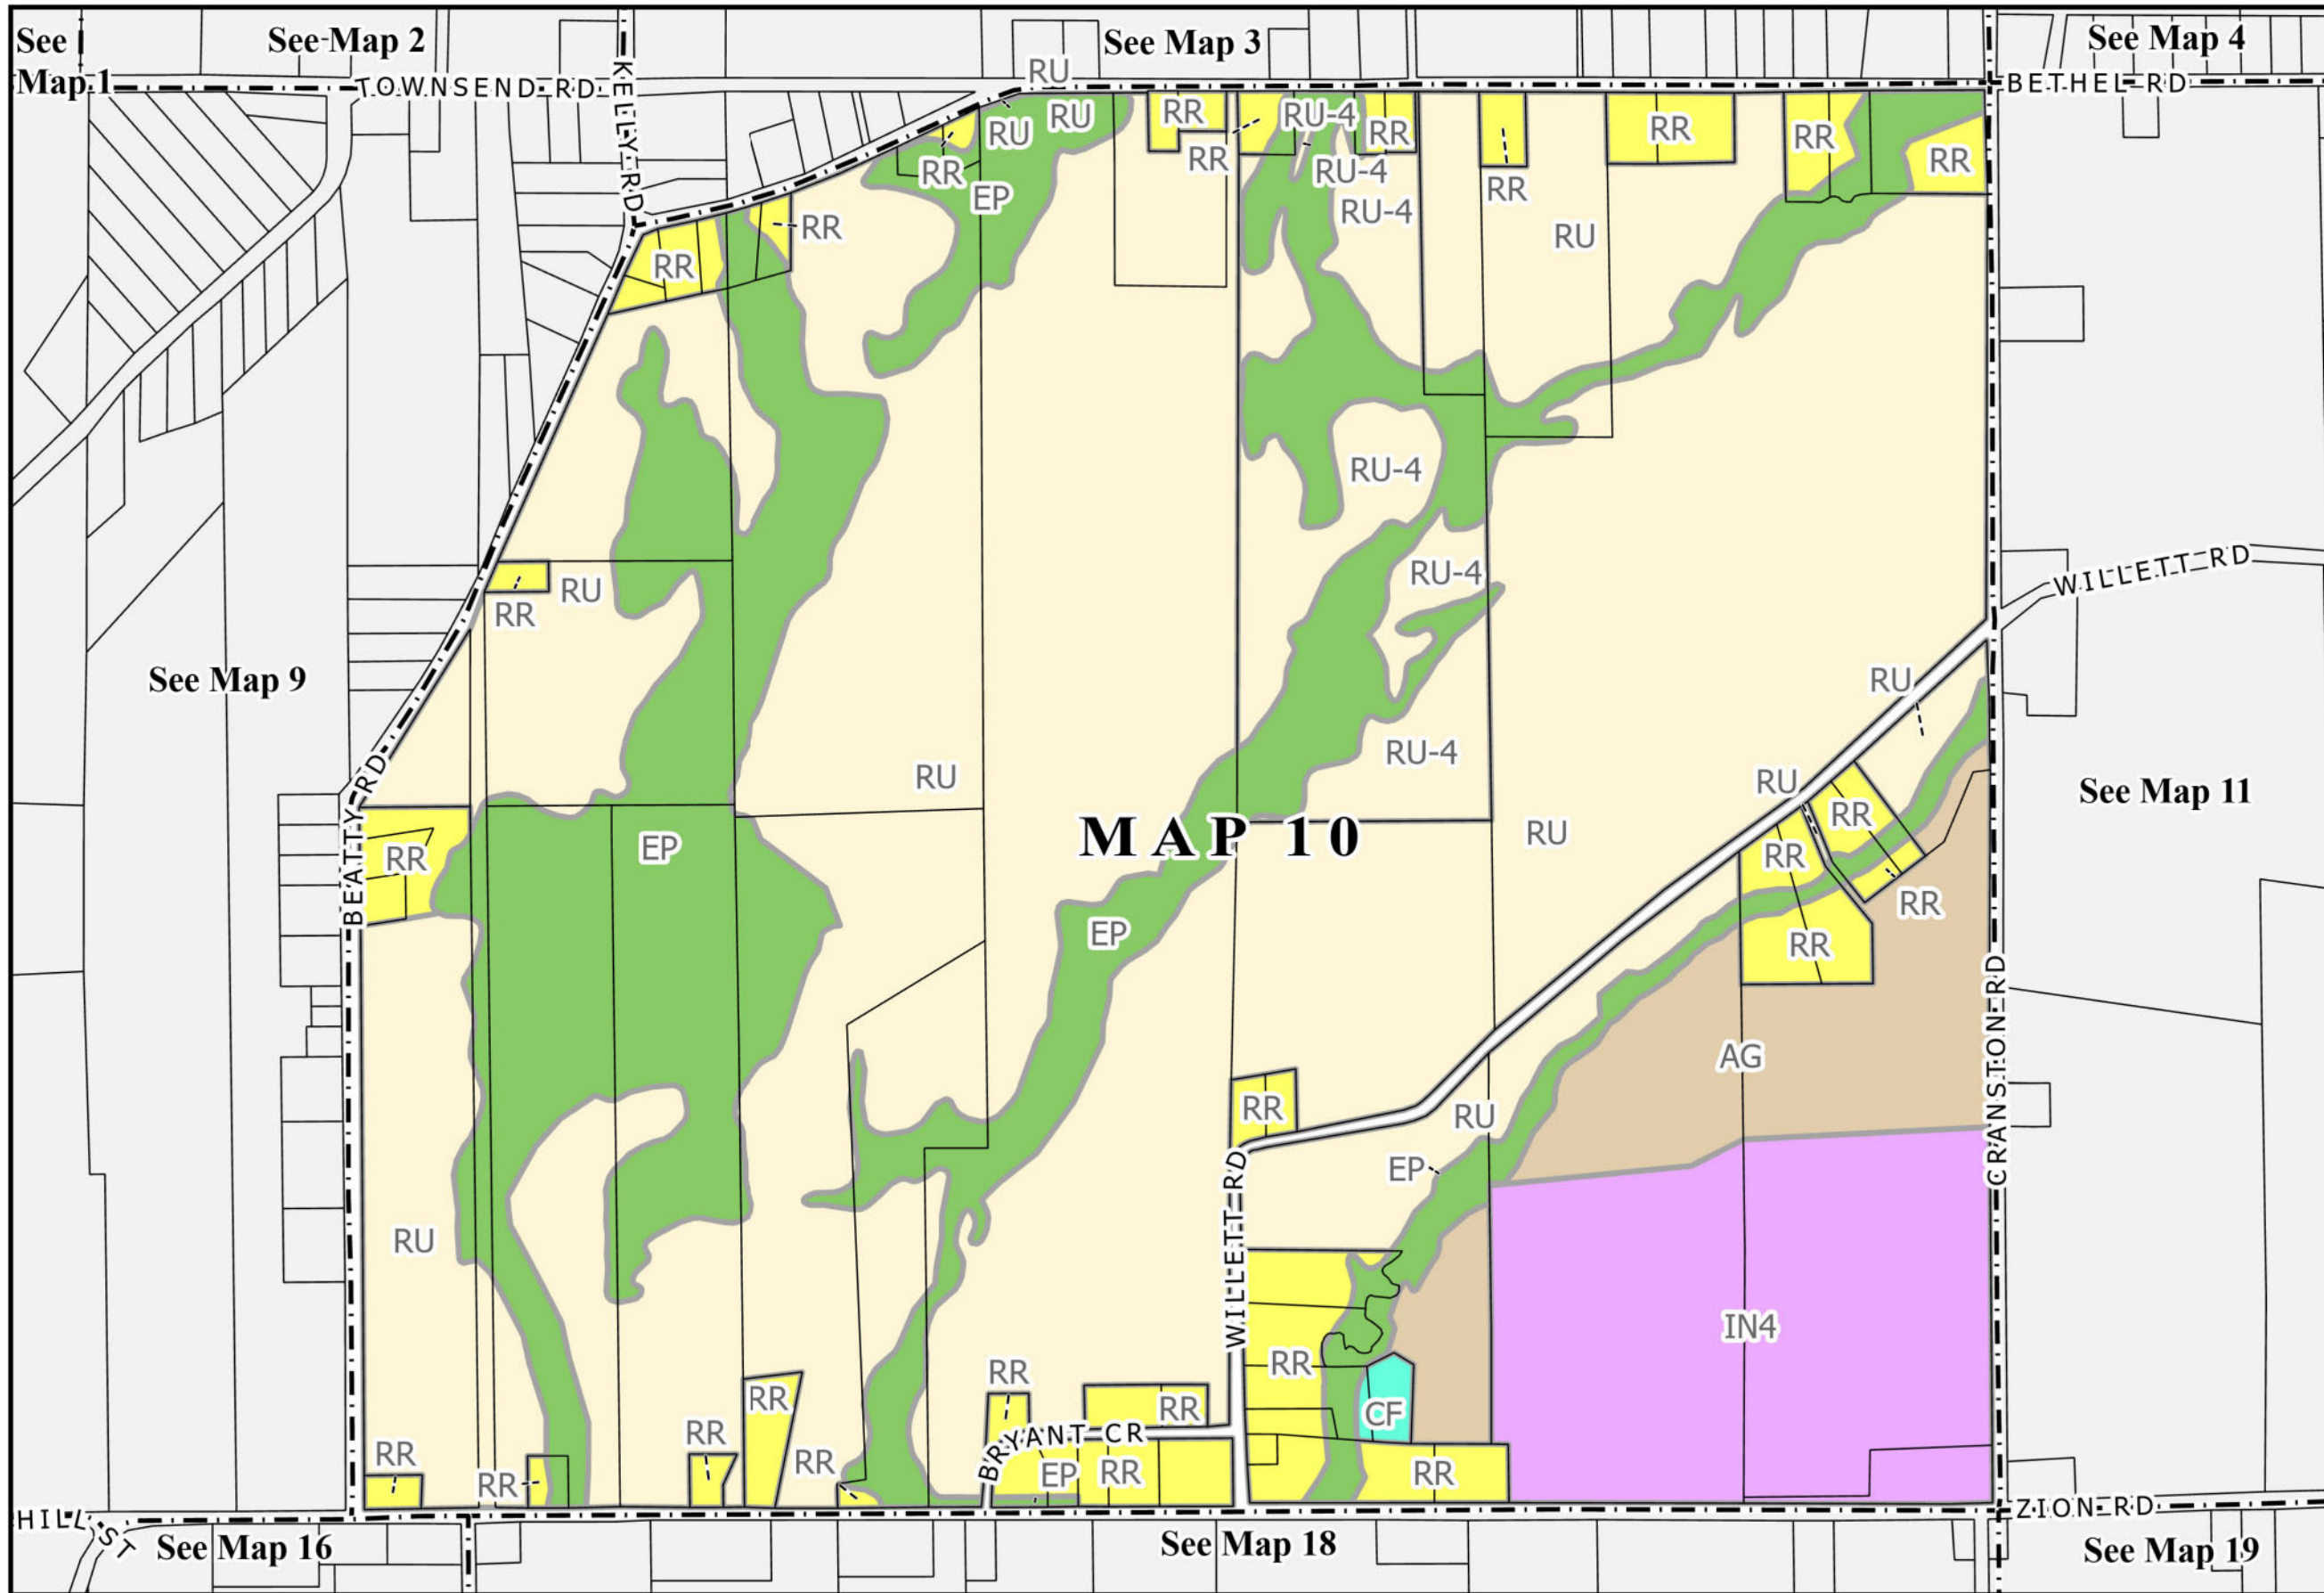 See
Map 1
See Map 2
See Map 3
See Map 4
TOWNSEND RD
KELLY RD
BETHEL RD
RU
RU
RU
RR
RU-4
RR
RR
RR
RR
RR
RU-4
RR
RR
RR
EP
RU-4
RR
RU
RR
RU-4
WILLETT RD
RU-4
RU
RR
See Map 9
RU
RU-4
RU
RU
See Map 11
BEATTY RD
MAP 10
RU
RR
RR
EP
RR
RR
EP
RR
CRANSTON RD
AG
RR
RU
EP
WILLETT RD
RU
IN4
RR
RR
RR
RR
CF
RR
RR
BRYANT CR
RR
RR
RR
EP
RR
RR
HILL ST
ZION RD
See Map 16
See Map 18
See Map 19